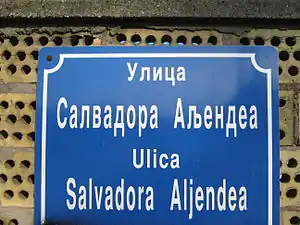 Улица
Салвадора Аљендеа
Ulica
Salvadora Aljendea